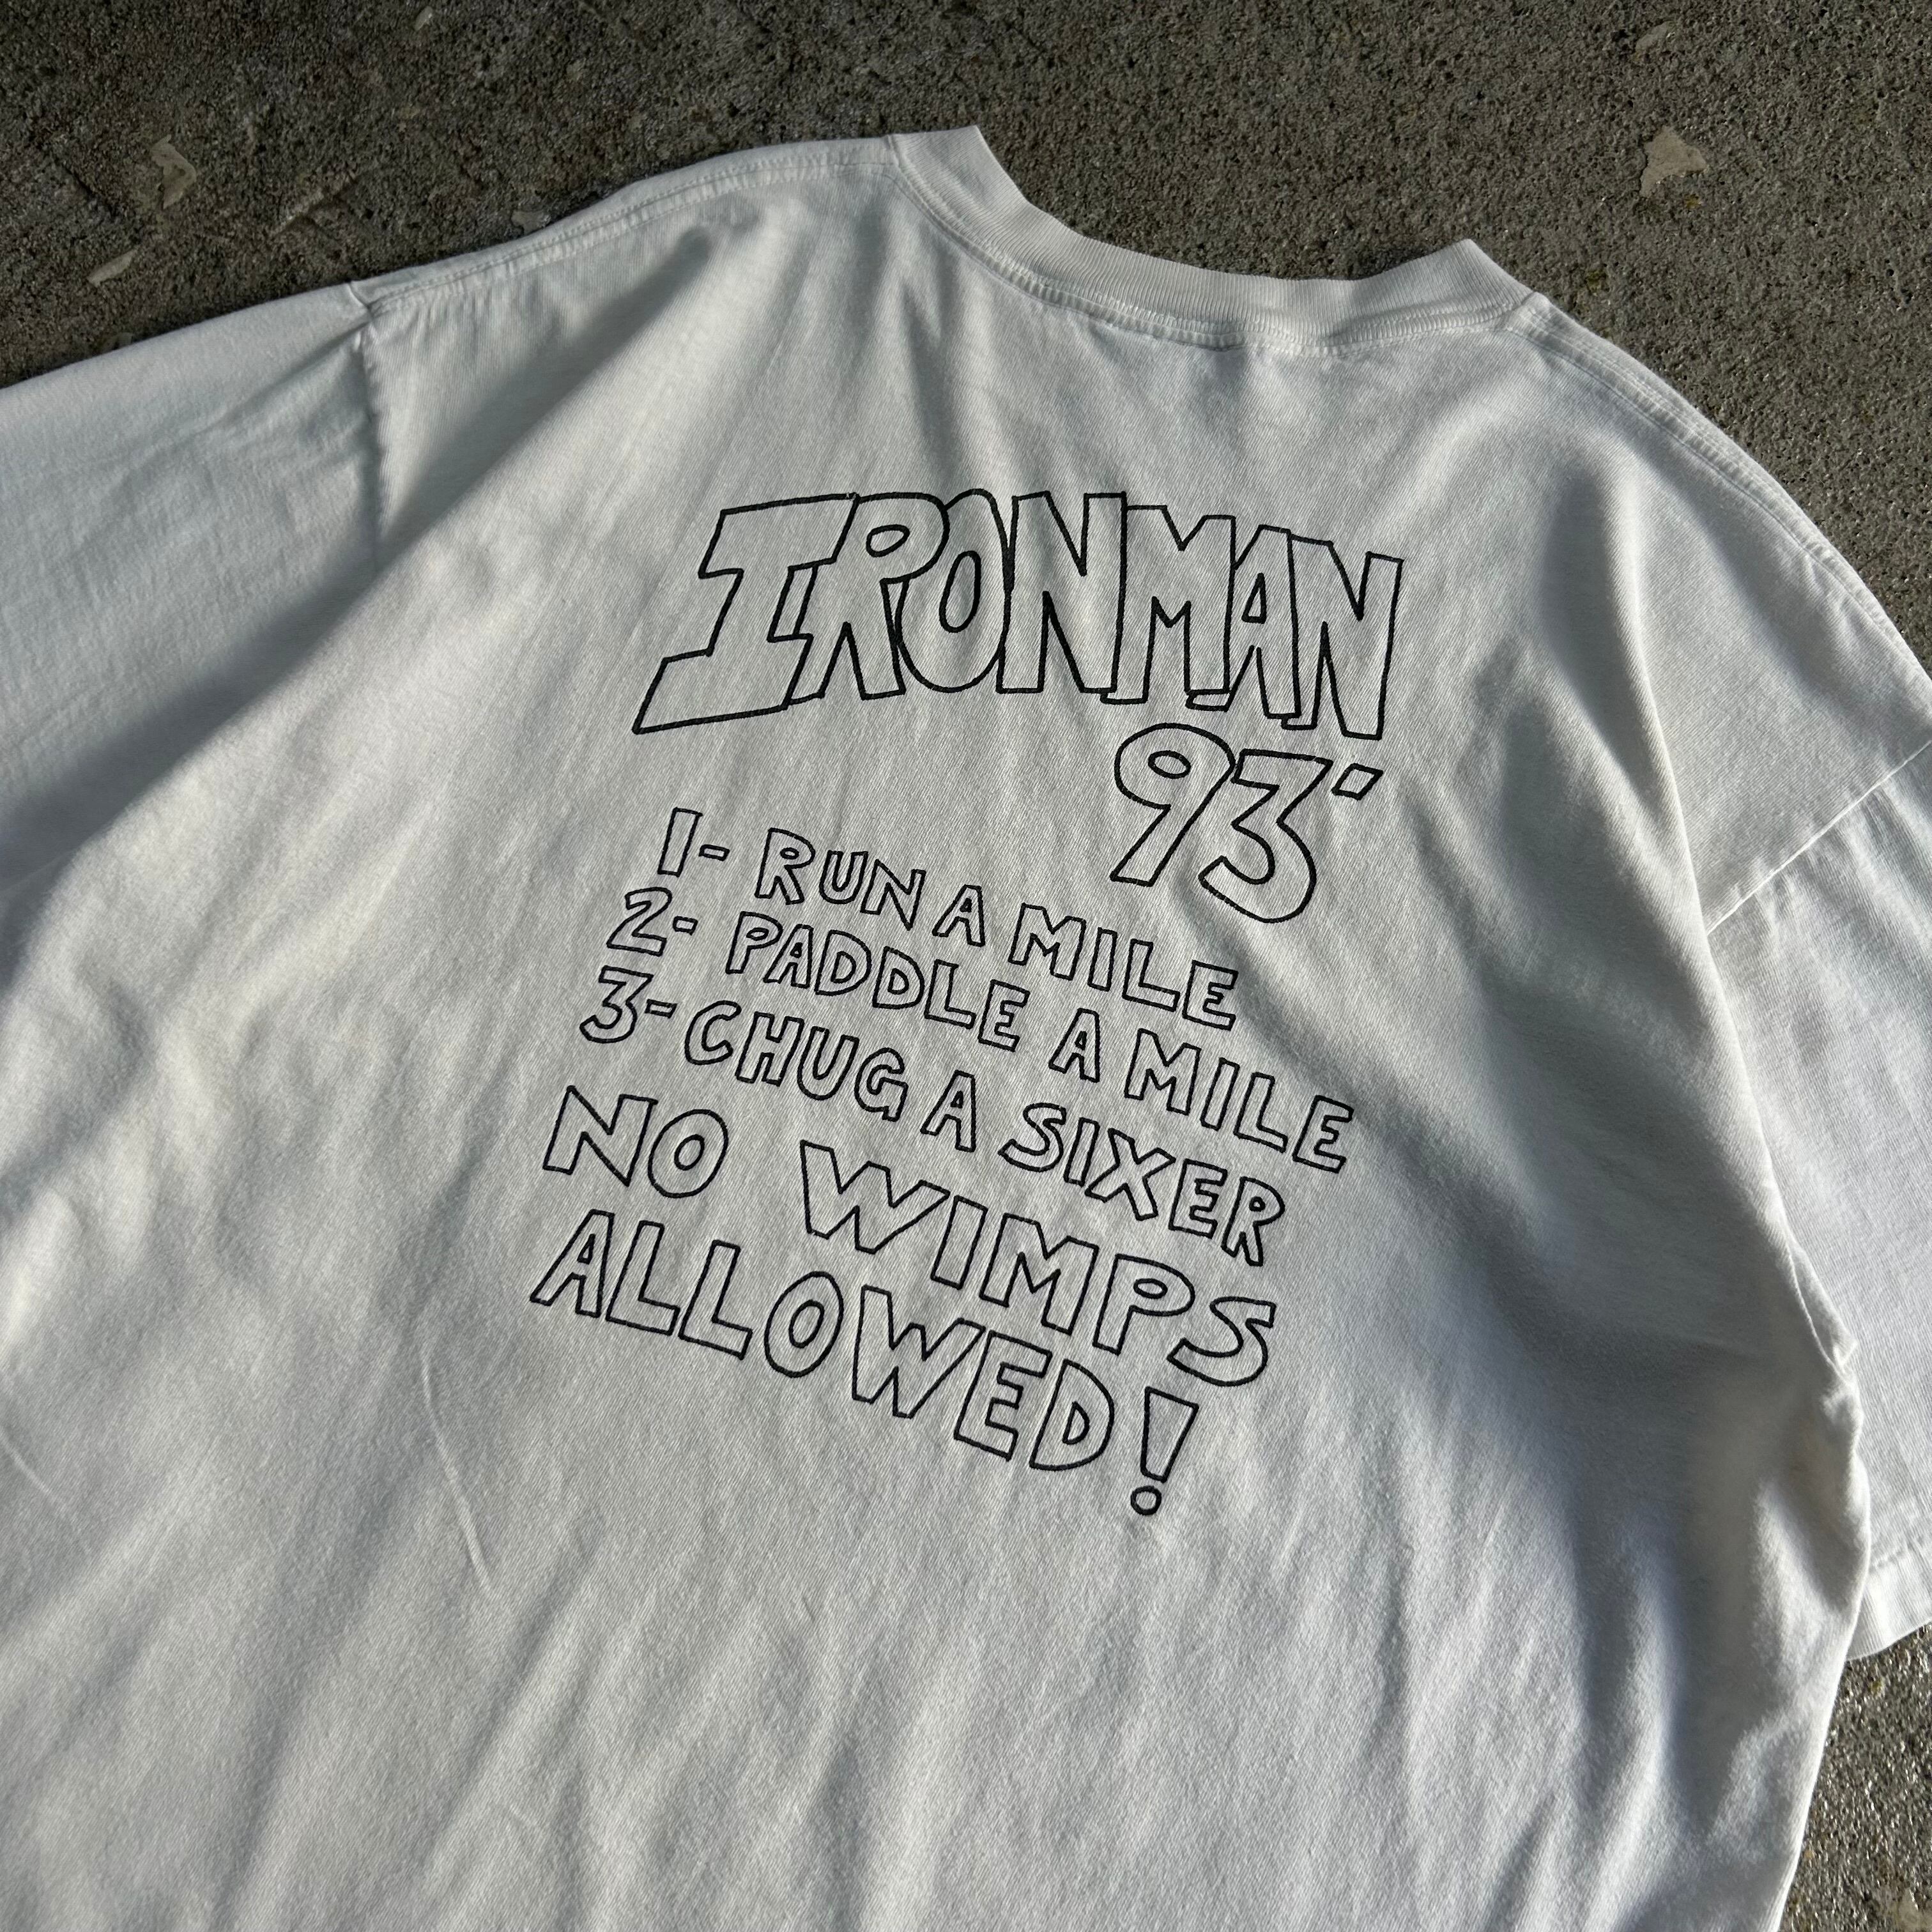 IRONMAN
93'
1- RUN A MILE
2- PADDLE A MILE
3- CHUG A SIXER
NO WIMPS
ALLOWED!